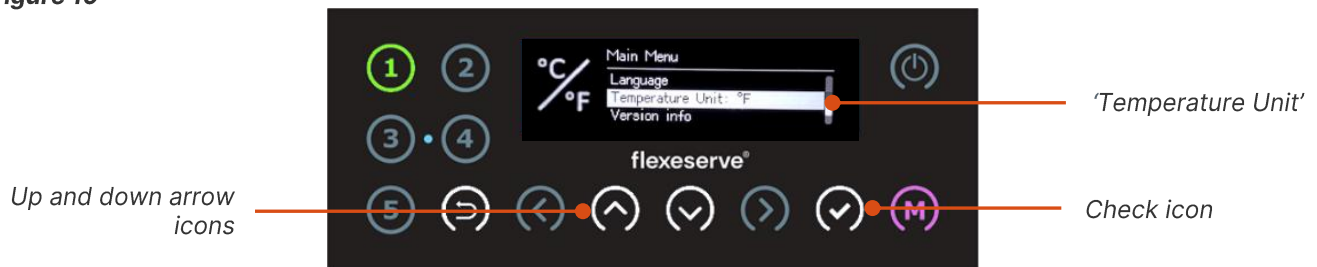 1
2
3
4
5
°C/°F
Main Menu
Language
Temperature Unit: °F
Version info
flexeserve®
M
'Temperature Unit'
Up and down arrow
icons
Check icon